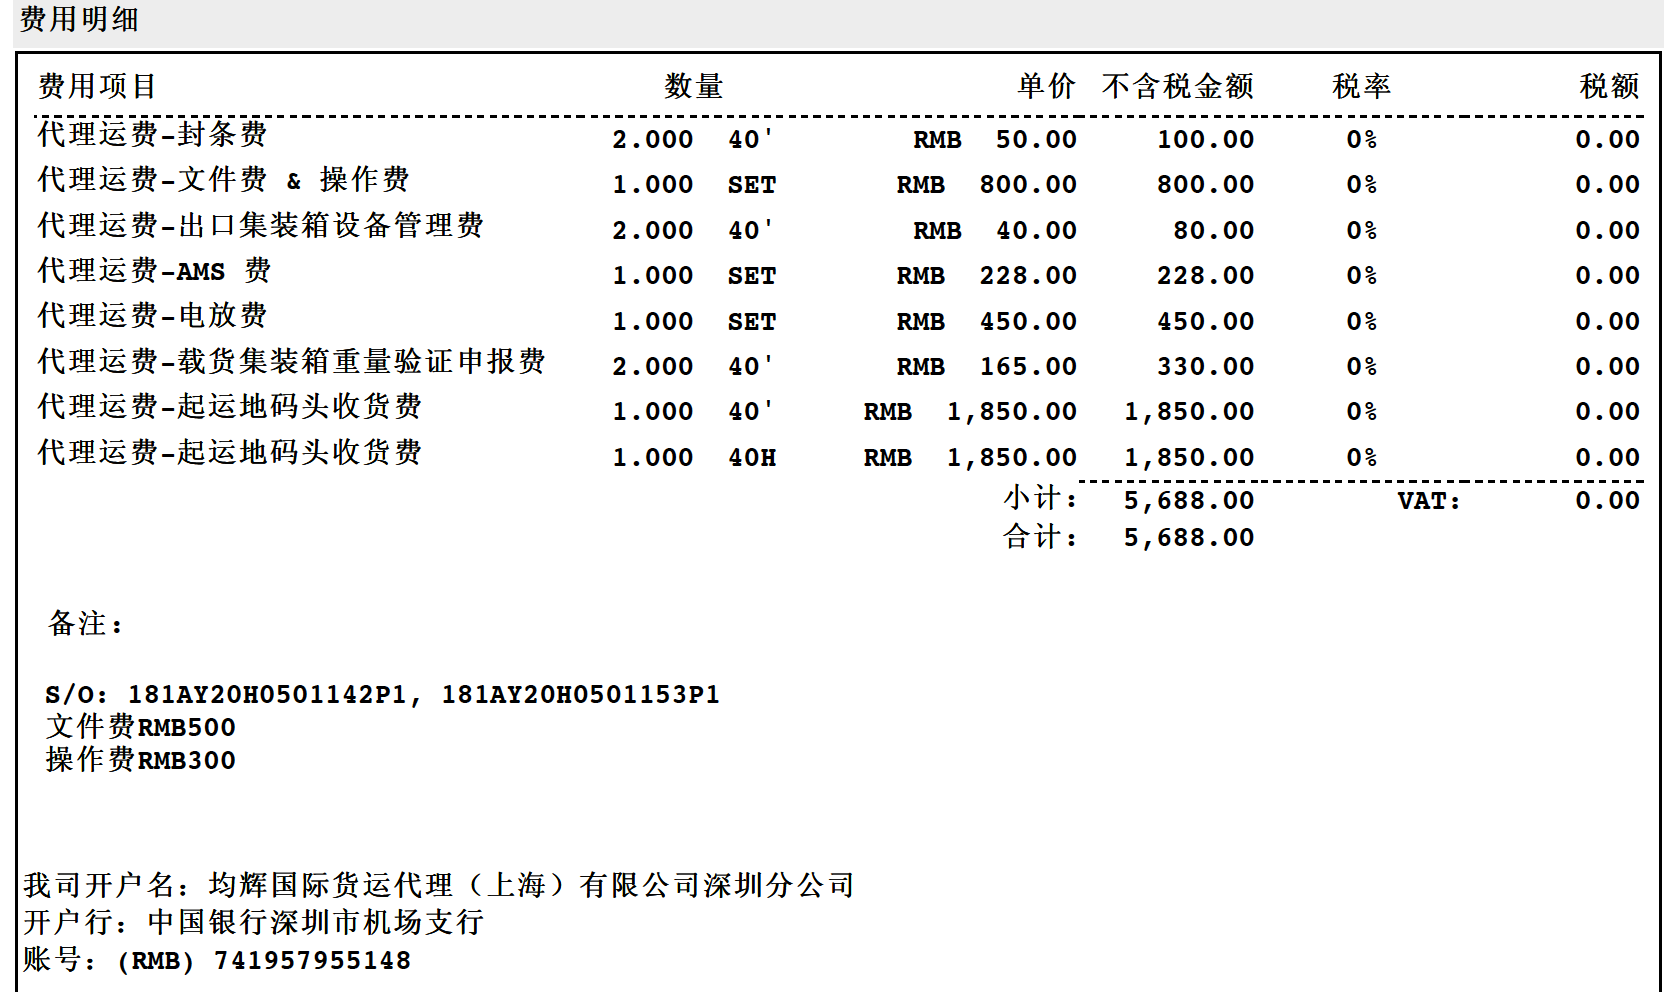 费用明细
费用项目 数量 单价 不含税金额 税率 税额
代理运费-封条费 2.000 40' RMB 50.00 100.00 0% 0.00
代理运费-文件费 & 操作费 1.000 SET RMB 800.00 800.00 0% 0.00
代理运费-出口集装箱设备管理费 2.000 40' RMB 40.00 80.00 0% 0.00
代理运费-AMS 费 1.000 SET RMB 228.00 228.00 0% 0.00
代理运费-电放费 1.000 SET RMB 450.00 450.00 0% 0.00
代理运费-载货集装箱重量验证申报费 2.000 40' RMB 165.00 330.00 0% 0.00
代理运费-起运地码头收货费 1.000 40' RMB 1,850.00 1,850.00 0% 0.00
代理运费-起运地码头收货费 1.000 40H RMB 1,850.00 1,850.00 0% 0.00
小计: 5,688.00 VAT: 0.00
合计: 5,688.00
备注:
S/O: 181AY20H0501142P1, 181AY20H0501153P1
文件费RMB500
操作费RMB300
我司开户名: 均辉国际货运代理（上海）有限公司深圳分公司
开户行: 中国银行深圳市机场支行
账号: (RMB) 741957955148